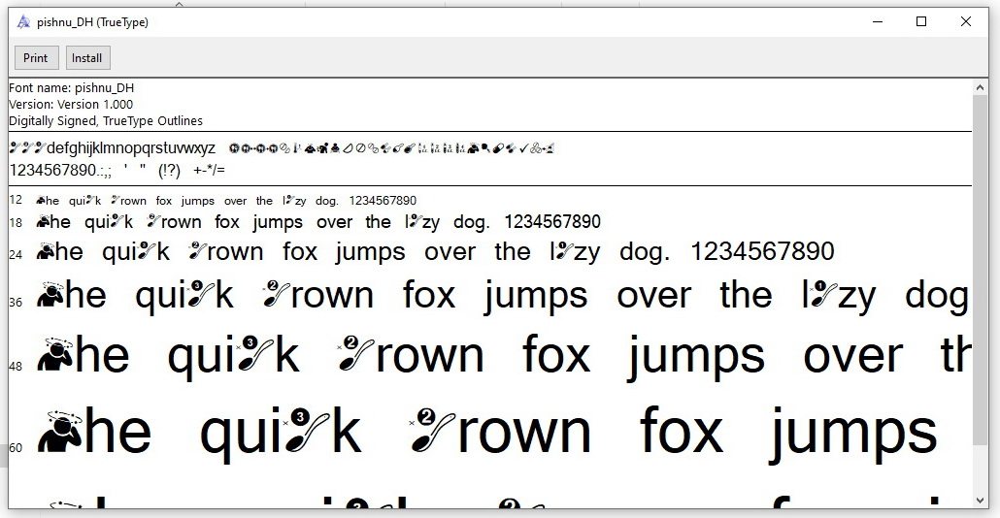 pishnu_DH (TrueType)
Print Install
Font name: pishnu_DH
Version: Version 1.000
Digitally Signed, TrueType Outlines
defghijklmnopqrstuvwxyz
1234567890.:,; ' " (!?) +-*/=
12 he qui k rown fox jumps over the l zy dog. 1234567890
18 he qui k rown fox jumps over the l zy dog. 1234567890
24 he qui k rown fox jumps over the l zy dog. 1234567890
36 he qui k rown fox jumps over the l zy dog
48 he qui k rown fox jumps over th
60 he qui k rown fox jumps